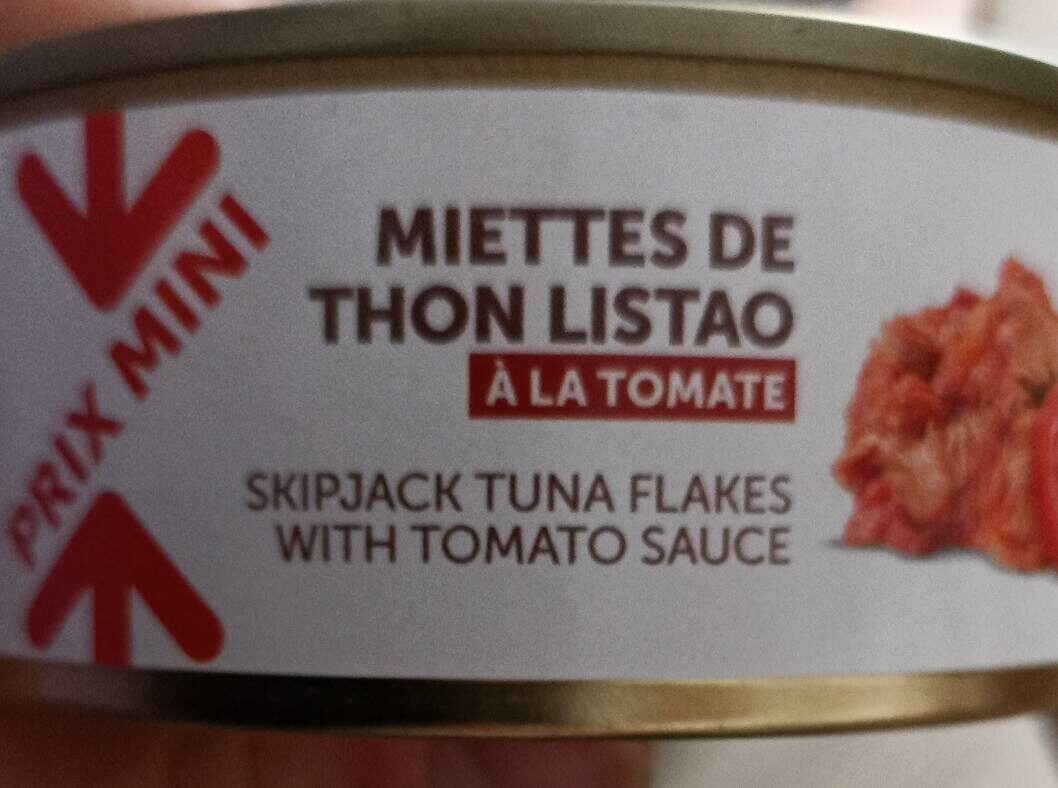 PRIX MINI
MIETTES DE
THON LISTAO
À LA TOMATE
SKIPJACK TUNA FLAKES
WITH TOMATO SAUCE